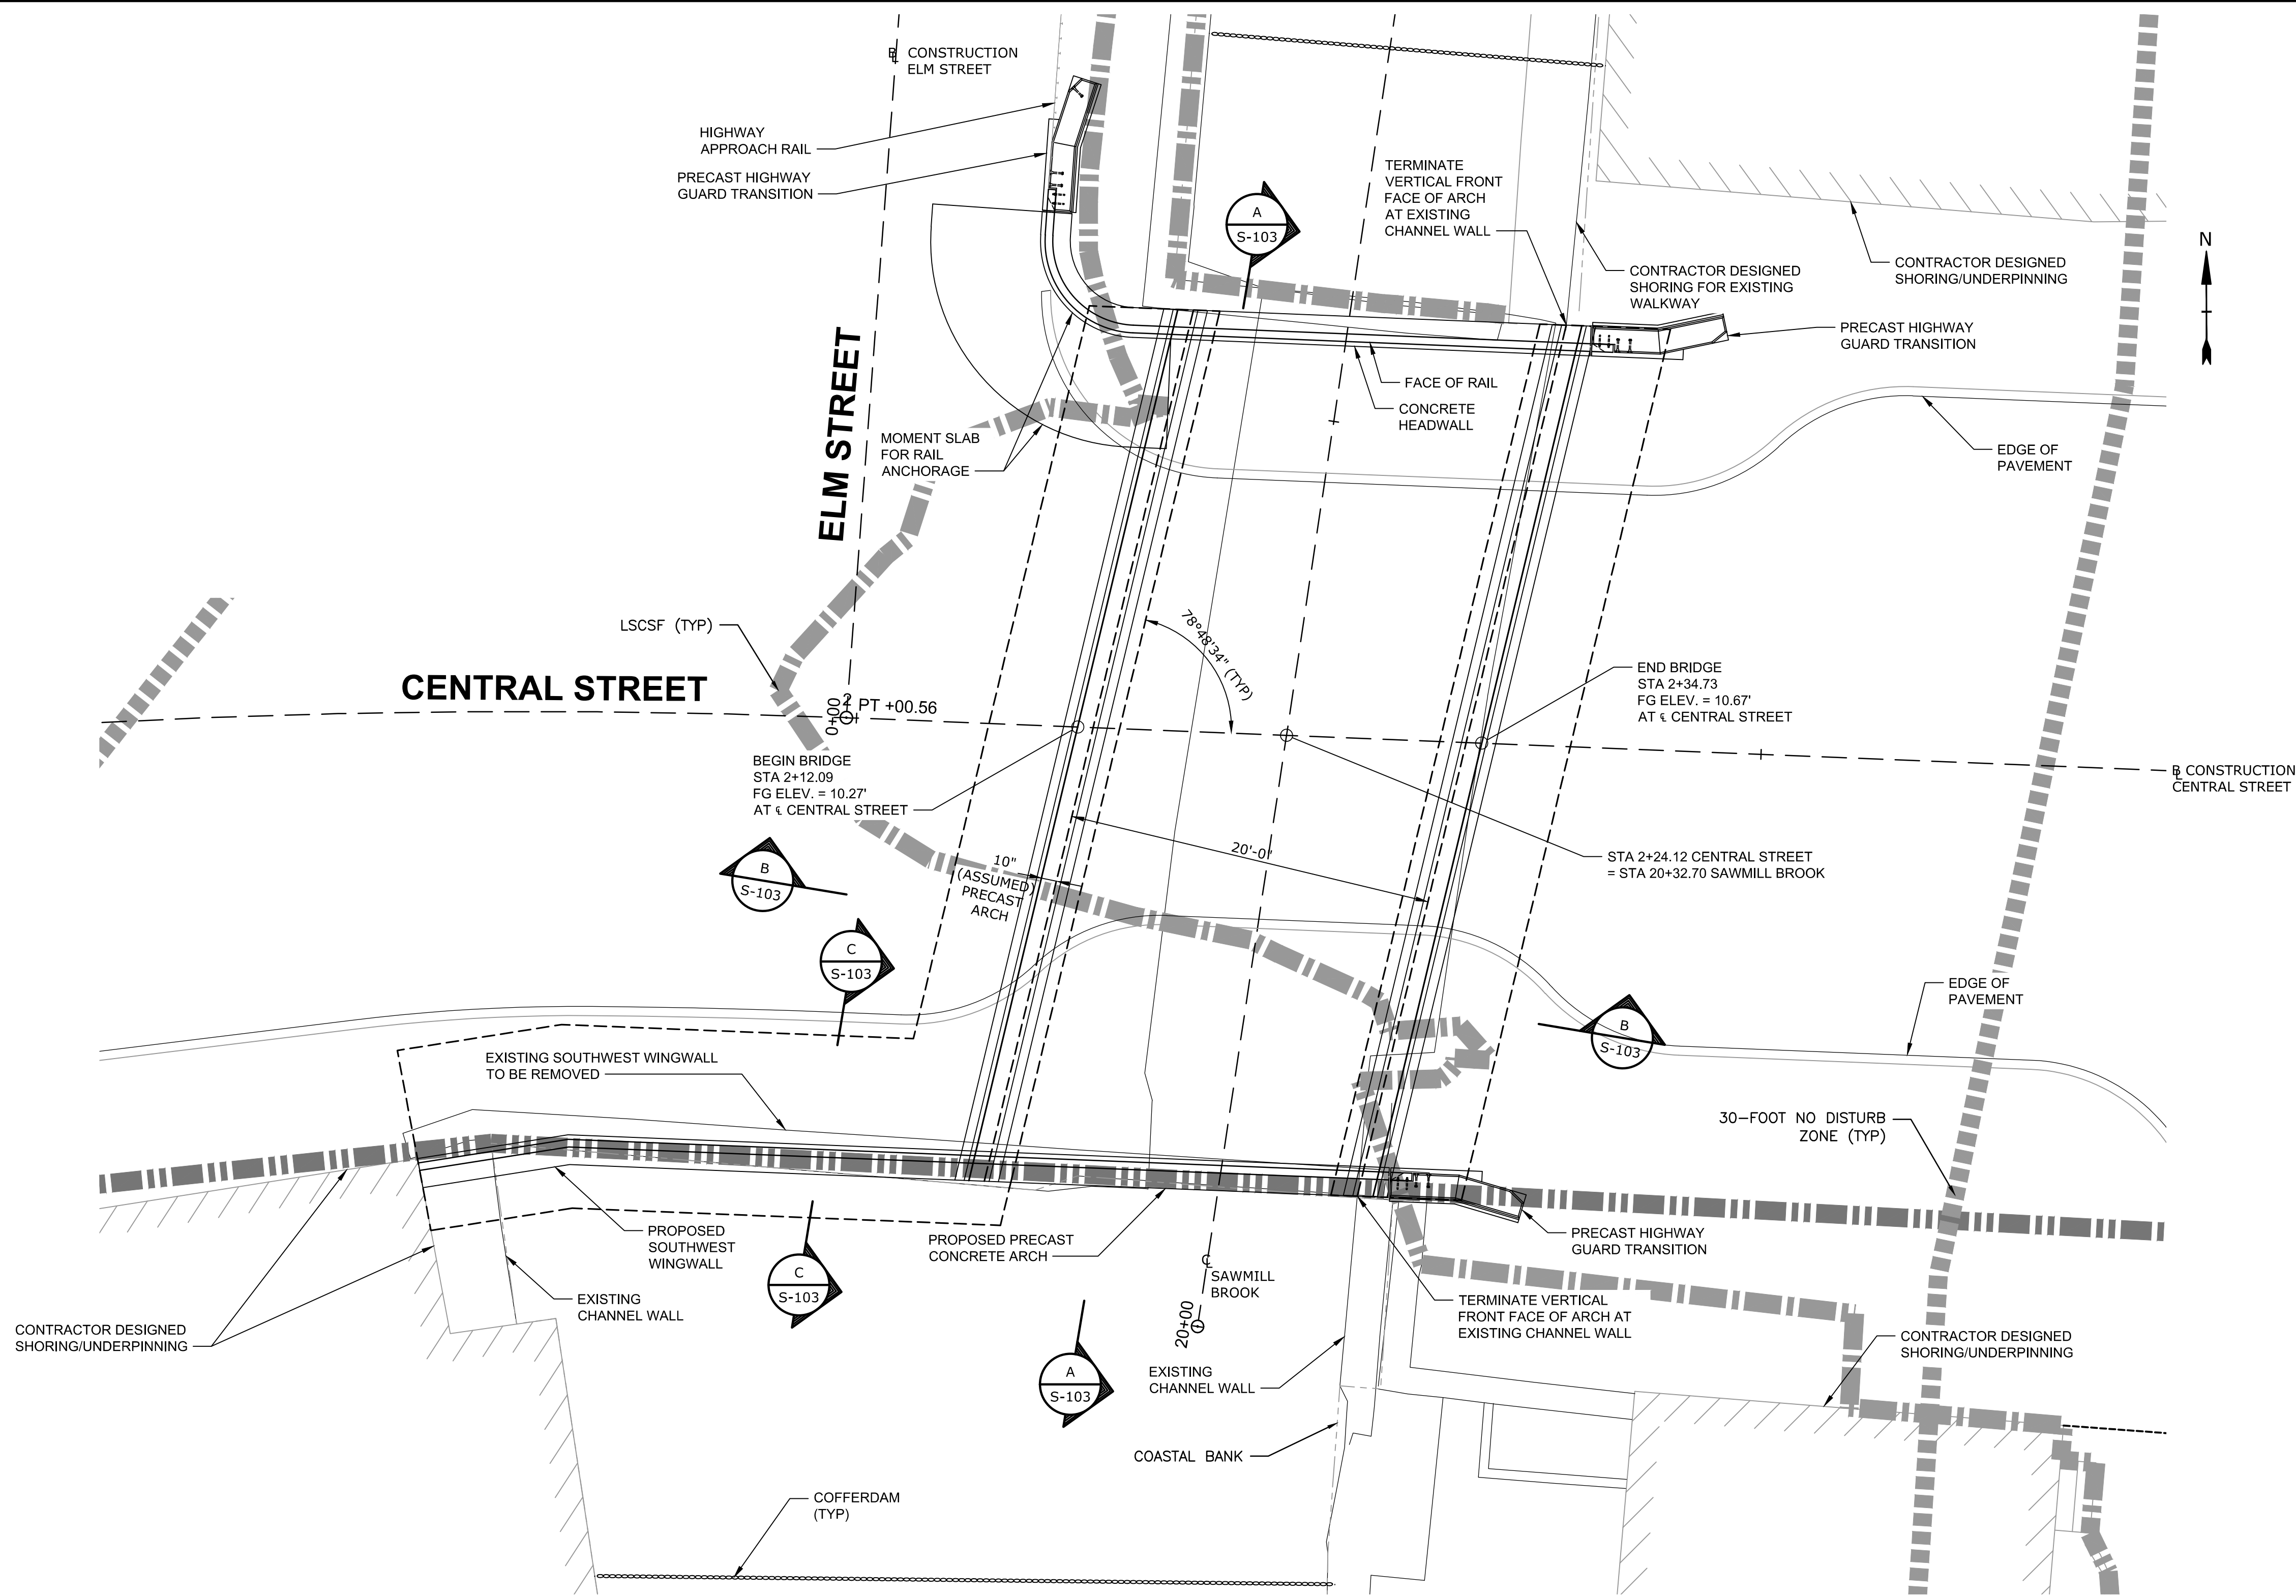 ℄ CONSTRUCTION
ELM STREET
HIGHWAY
APPROACH RAIL
PRECAST HIGHWAY
GUARD TRANSITION
A
S-103
TERMINATE
VERTICAL FRONT
FACE OF ARCH
AT EXISTING
CHANNEL WALL
CONTRACTOR DESIGNED
SHORING FOR EXISTING
WALKWAY
CONTRACTOR DESIGNED
SHORING/UNDERPINNING
N
PRECAST HIGHWAY
GUARD TRANSITION
FACE OF RAIL
CONCRETE
HEADWALL
ELM STREET
MOMENT SLAB
FOR RAIL
ANCHORAGE
EDGE OF
PAVEMENT
LSCSF (TYP)
78°48'34" (TYP)
CENTRAL STREET
0+00
2
PT +00.56
END BRIDGE
STA 2+34.73
FG ELEV. = 10.67'
AT ℄ CENTRAL STREET
BEGIN BRIDGE
STA 2+12.09
FG ELEV. = 10.27'
AT ℄ CENTRAL STREET
CONSTRUCTION
CENTRAL STREET
20'-0"
STA 2+24.12 CENTRAL STREET
= STA 20+32.70 SAWMILL BROOK
10"
(ASSUMED)
PRECAST
ARCH
B
S-103
C
S-103
B
S-103
EDGE OF
PAVEMENT
EXISTING SOUTHWEST WINGWALL
TO BE REMOVED
30-FOOT NO DISTURB
ZONE (TYP)
PROPOSED
SOUTHWEST
WINGWALL
PROPOSED PRECAST
CONCRETE ARCH
PRECAST HIGHWAY
GUARD TRANSITION
C
S-103
℄
SAWMILL
BROOK
EXISTING
CHANNEL WALL
20+00
TERMINATE VERTICAL
FRONT FACE OF ARCH AT
EXISTING CHANNEL WALL
CONTRACTOR DESIGNED
SHORING/UNDERPINNING
CONTRACTOR DESIGNED
SHORING/UNDERPINNING
A
S-103
EXISTING
CHANNEL WALL
COASTAL BANK
COFFERDAM
(TYP)